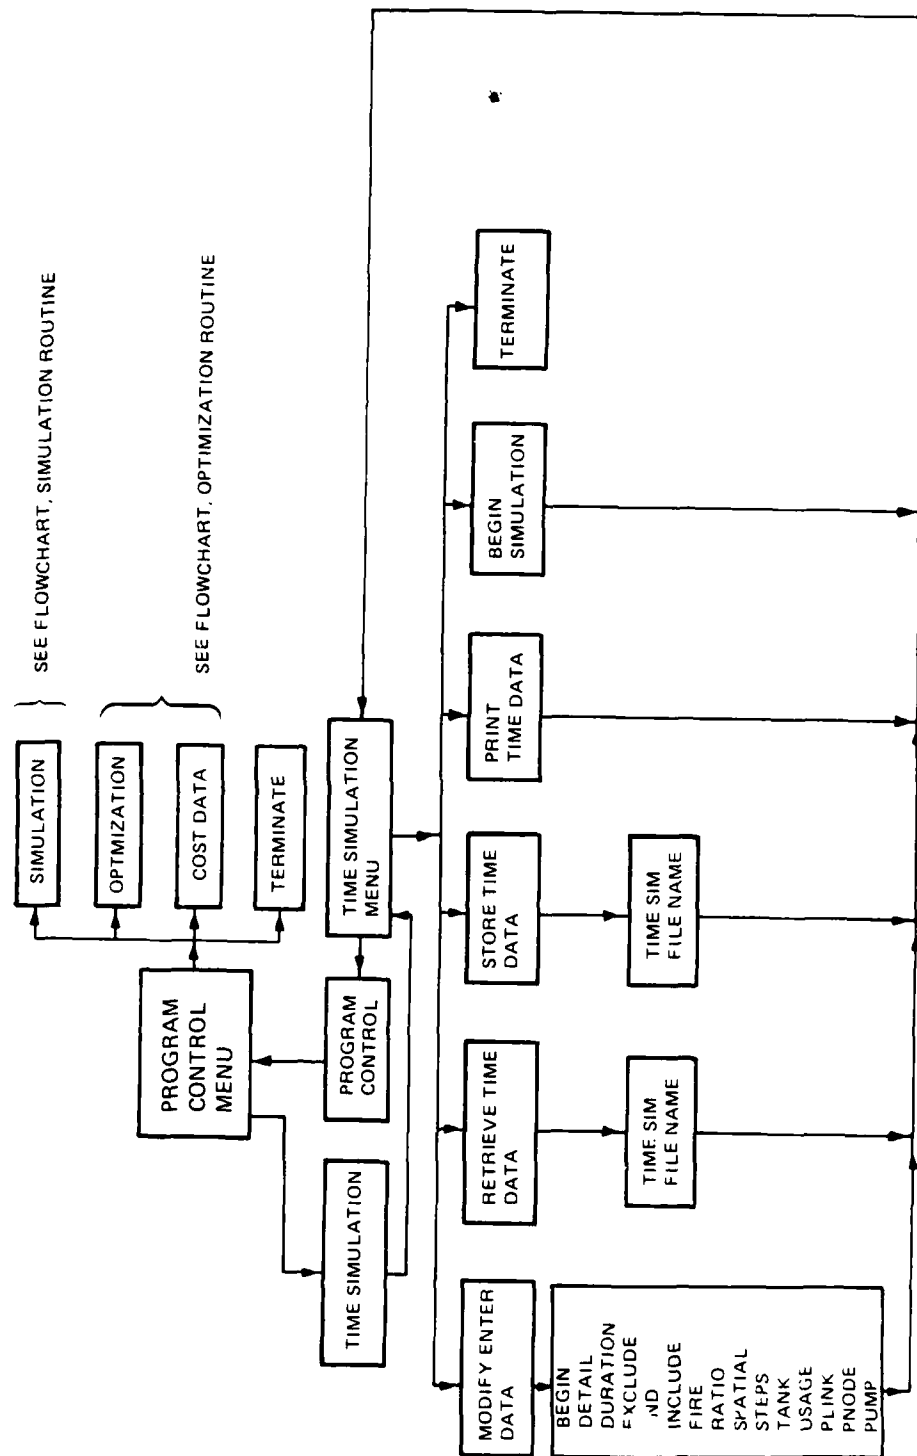 SIMULATION
SEE FLOWCHART, SIMULATION ROUTINE
OPTMIZATION
COST DATA
SEE FLOWCHART, OPTIMIZATION ROUTINE
TERMINATE
PROGRAM
CONTROL
MENU
TIME SIMULATION
PROGRAM
CONTROL
TIME SIMULATION
MENU
MODIFY ENTER
DATA
RETRIEVE TIME
DATA
STORE TIME
DATA
PRINT
TIME DATA
BEGIN
SIMULATION
TERMINATE
BEGIN
DETAIL
DURATION
EXCLUDE
ND
INCLUDE
FIRE
RATIO
SPATIAL
STEPS
TANK
USAGE
PLINK
PNODE
PUMP
TIME SIM
FILE NAME
TIME SIM
FILE NAME